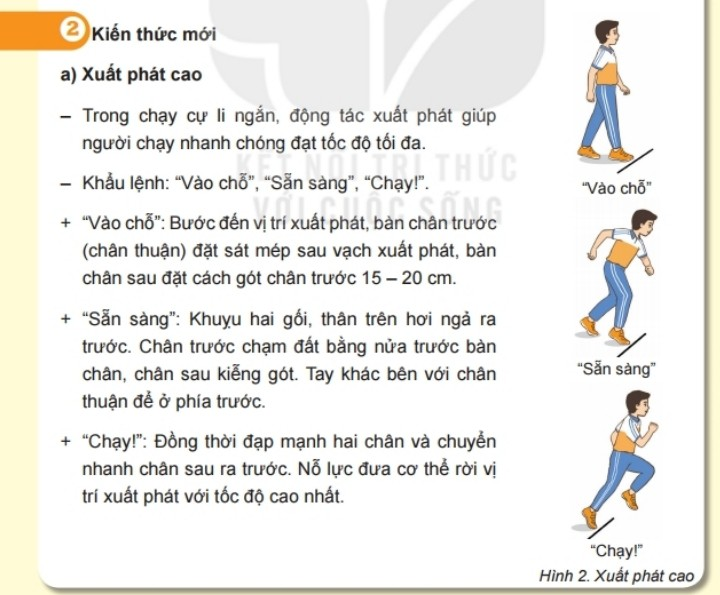 2 Kiến thức mới
a) Xuất phát cao
– Trong chạy cự li ngắn, động tác xuất phát giúp
người chạy nhanh chóng đạt tốc độ tối đa.
– Khẩu lệnh: “Vào chỗ”, “Sẵn sàng”, “Chạy!”.
+ “Vào chỗ”: Bước đến vị trí xuất phát, bàn chân trước
(chân thuận) đặt sát mép sau vạch xuất phát, bàn
chân sau đặt cách gót chân trước 15 – 20 cm.
+ “Sẵn sàng”: Khuỵu hai gối, thân trên hơi ngả ra
trước. Chân trước chạm đất bằng nửa trước bàn
chân, chân sau kiễng gót. Tay khác bên với chân
thuận để ở phía trước.
+ “Chạy!”: Đồng thời đạp mạnh hai chân và chuyển
nhanh chân sau ra trước. Nỗ lực đưa cơ thể rời vị
trí xuất phát với tốc độ cao nhất.
“Vào chỗ”
“Sẵn sàng”
“Chạy!”
Hình 2. Xuất phát cao
KẾT NỐI TRI THỨC
VỚI CUỘC SỐNG